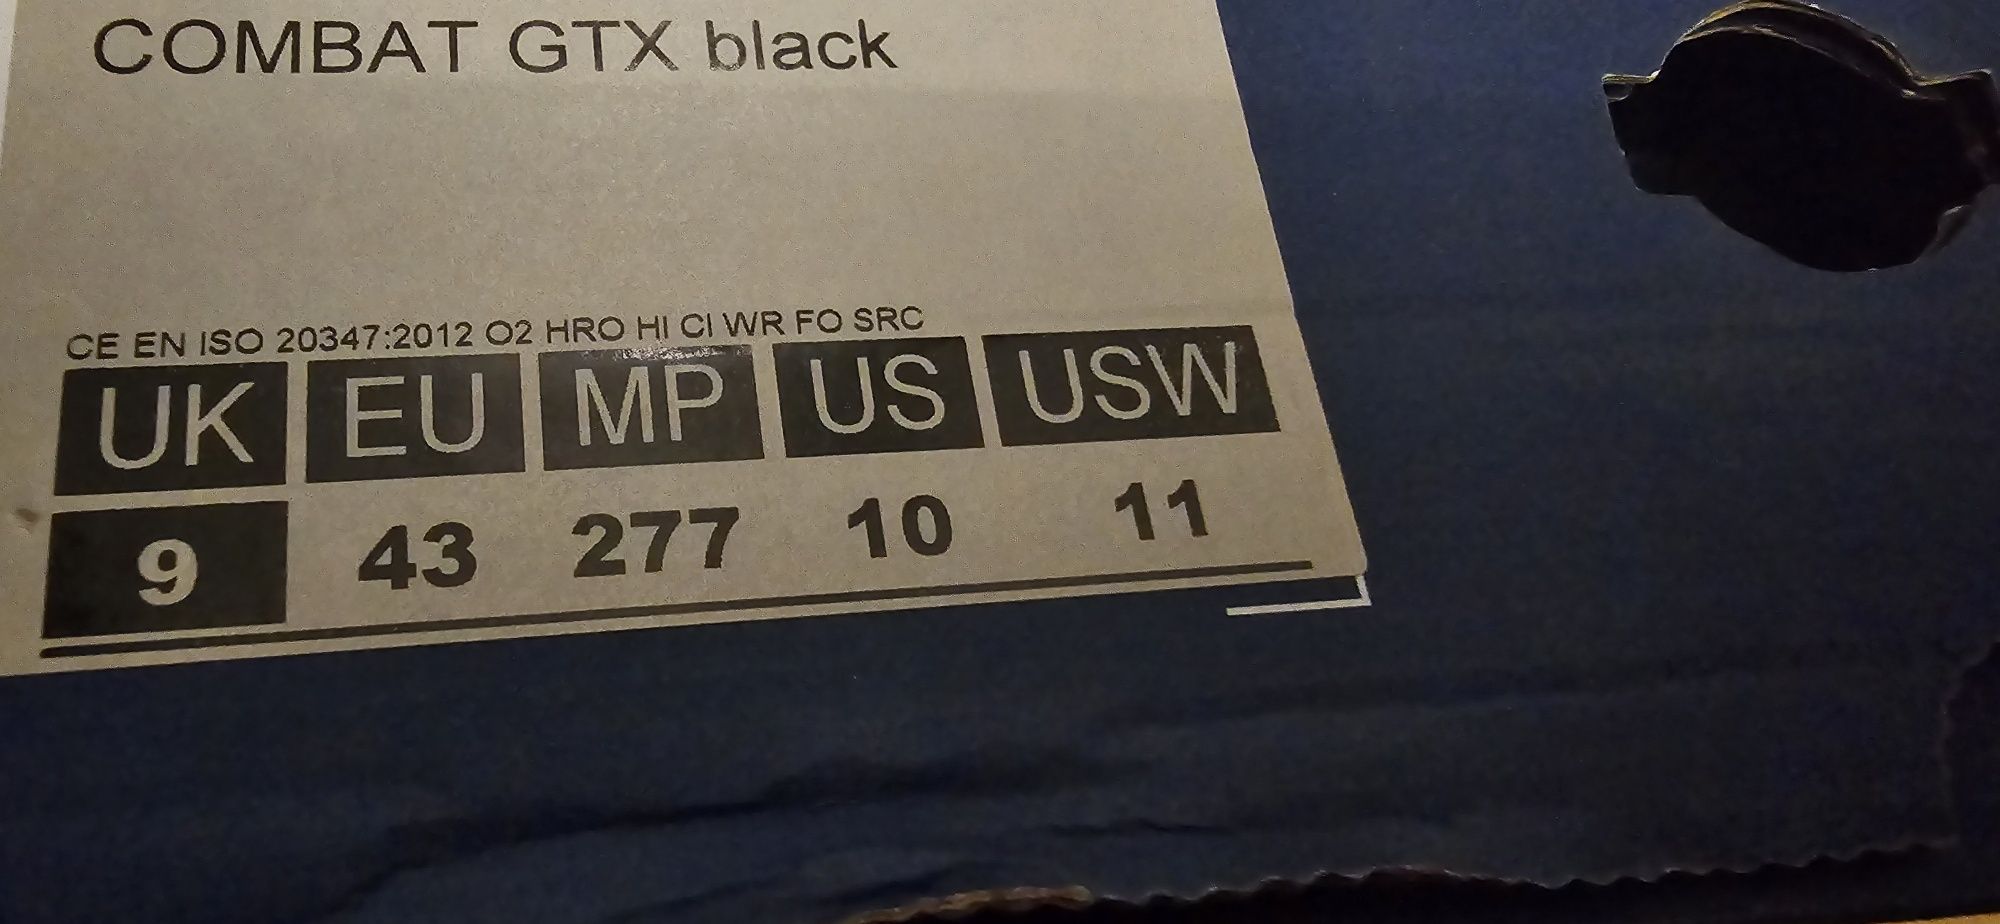 COMBAT GTX black
CE EN ISO 20347:2012 O2 HRO HI CI WR FO SRC
UK EU MP US USW
9 43 277 10 11